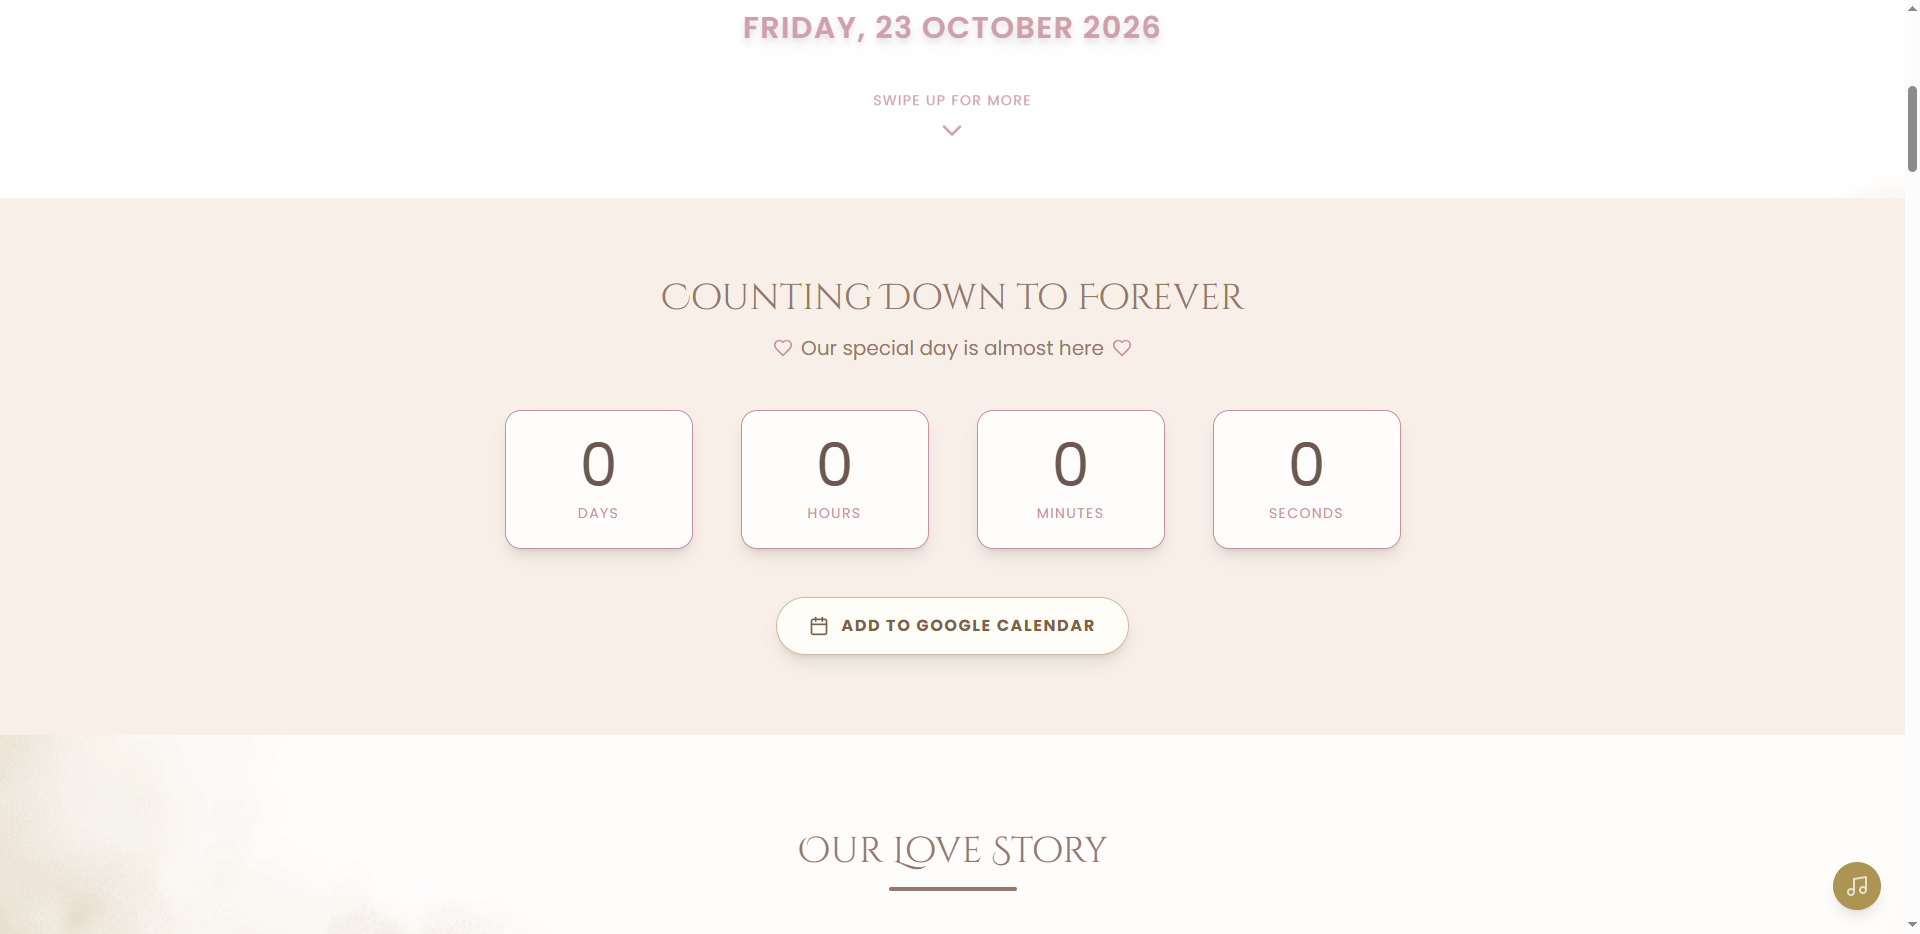 FRIDAY, 23 OCTOBER 2026
SWIPE UP FOR MORE
Counting Down To Forever
Our special day is almost here
0 0 0 0
DAYS HOURS MINUTES SECONDS
ADD TO GOOGLE CALENDAR
Our Love Story